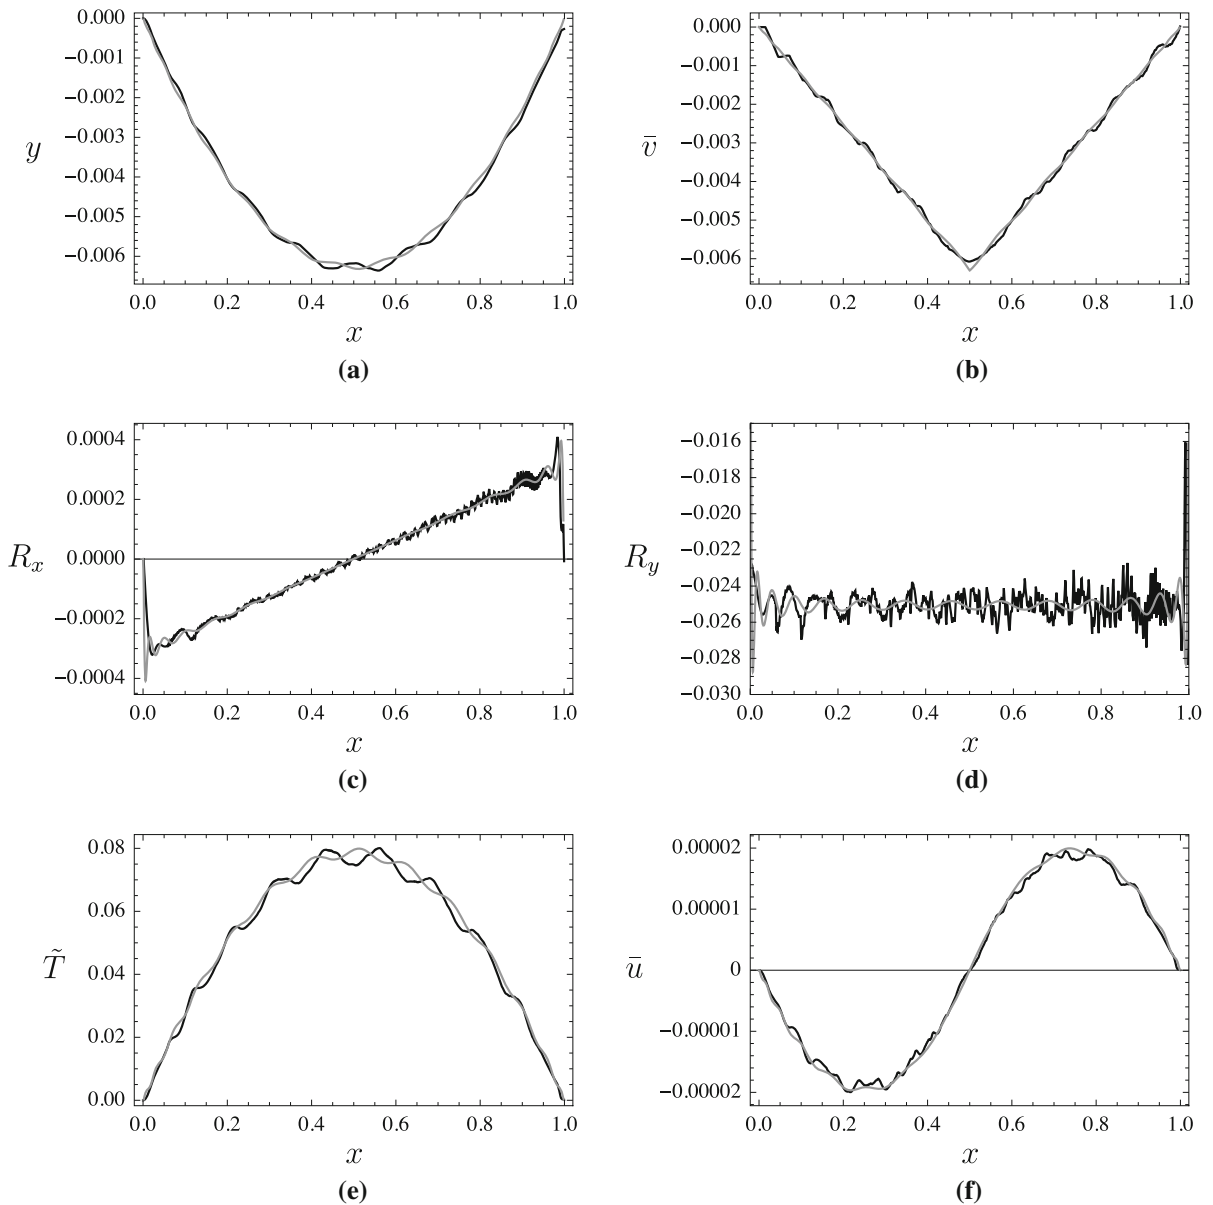 0.000
−0.001
−0.002
−0.003
−0.004
−0.005
−0.006
y
0.0 0.2 0.4 0.6 0.8 1.0
x
(a)
0.000
−0.001
−0.002
−0.003
−0.004
−0.005
−0.006
v̄
0.0 0.2 0.4 0.6 0.8 1.0
x
(b)
0.0004
0.0002
0.0000
−0.0002
−0.0004
R_x
0.0 0.2 0.4 0.6 0.8 1.0
x
(c)
−0.016
−0.018
−0.020
−0.022
−0.024
−0.026
−0.028
−0.030
R_y
0.0 0.2 0.4 0.6 0.8 1.0
x
(d)
0.08
0.06
0.04
0.02
0.00
T̃
0.0 0.2 0.4 0.6 0.8 1.0
x
(e)
0.00002
0.00001
0
−0.00001
−0.00002
ū
0.0 0.2 0.4 0.6 0.8 1.0
x
(f)